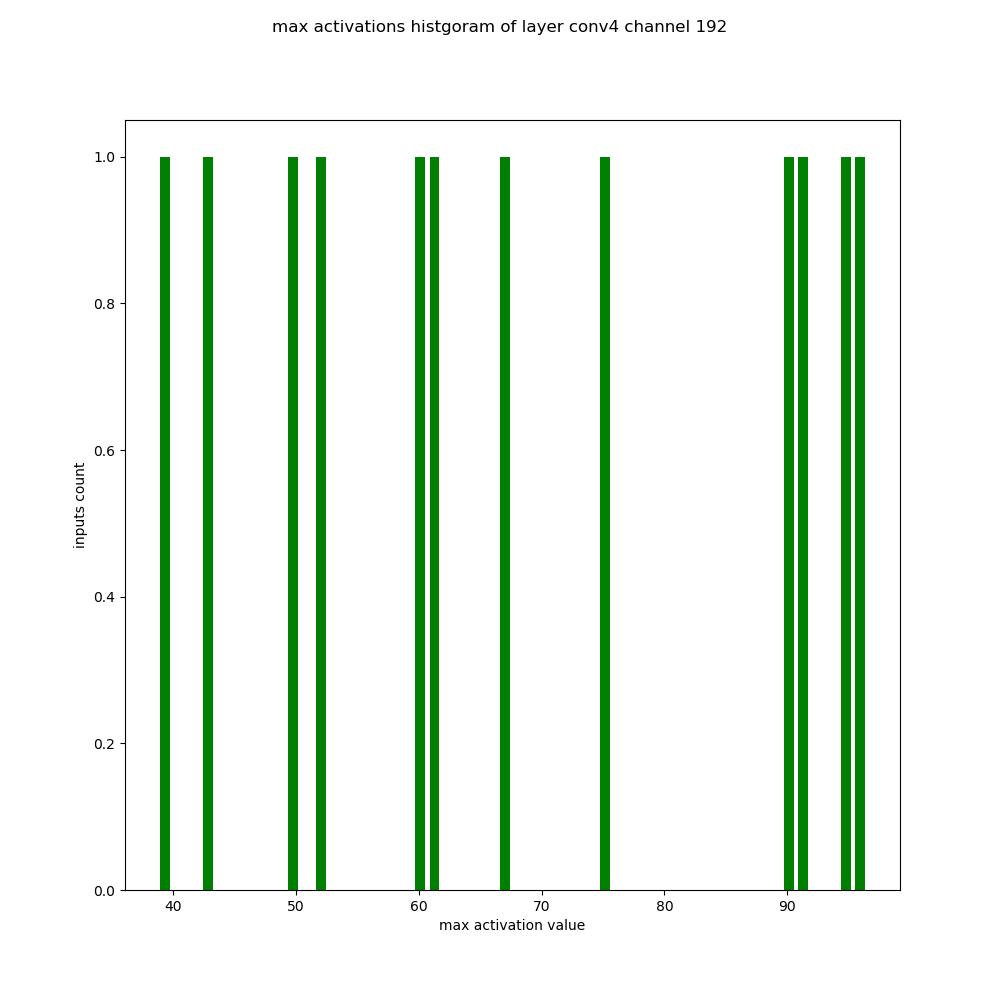 max activations histgoram of layer conv4 channel 192
1.0
0.8
0.6
0.4
0.2
0.0
inputs count
40 50 60 70 80 90
max activation value